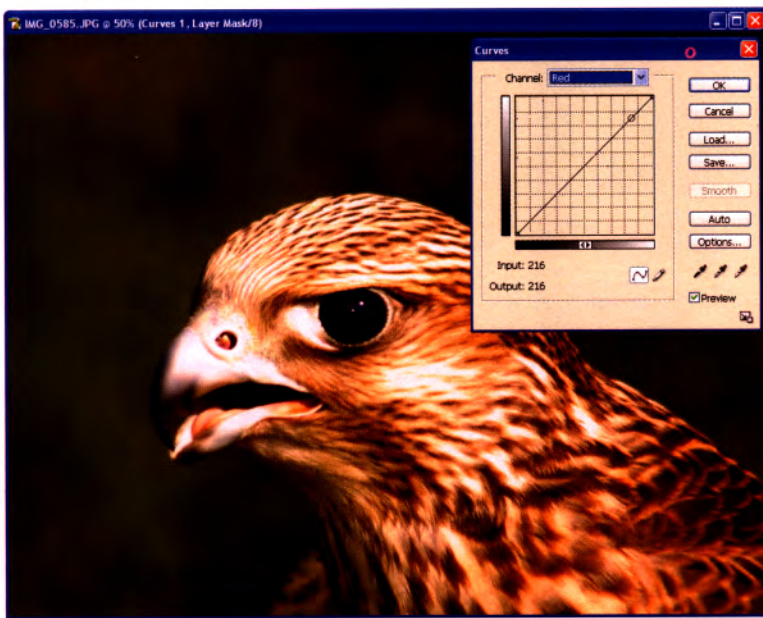 IMG_0585.JPG @ 50% (Curves 1, Layer Mask/8)
Curves
Channel: Red
OK
Cancel
Load...
Save...
Smooth
Auto
Options...
Input: 216
Output: 216
Preview